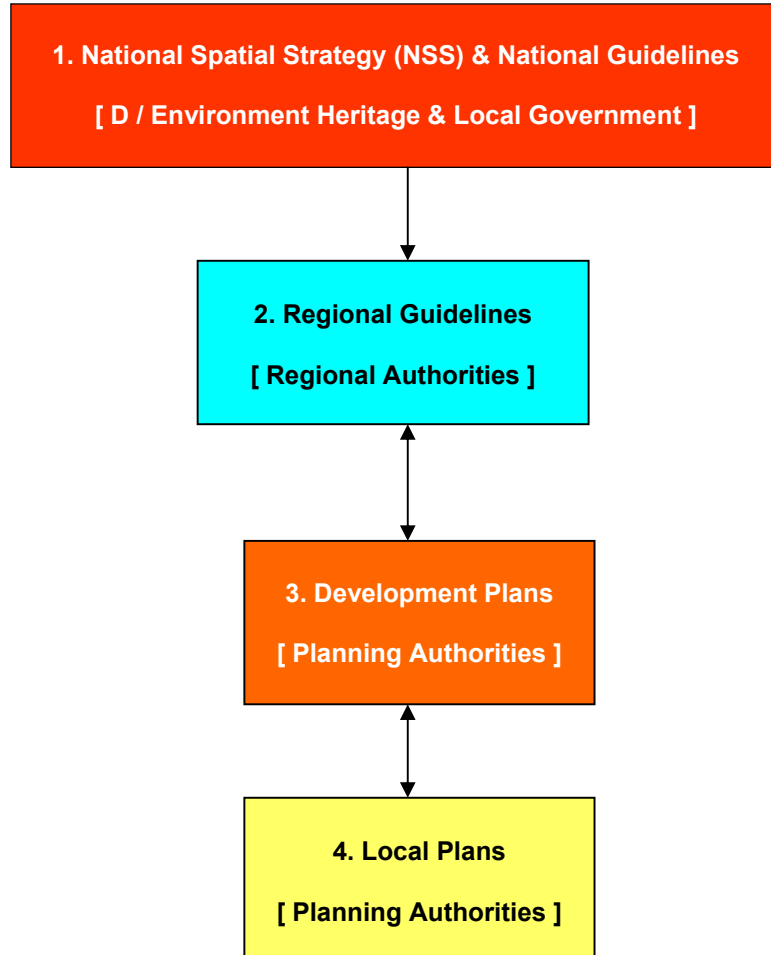 1. National Spatial Strategy (NSS) & National Guidelines
[ D / Environment Heritage & Local Government ]
2. Regional Guidelines
[ Regional Authorities ]
3. Development Plans
[ Planning Authorities ]
4. Local Plans
[ Planning Authorities ]